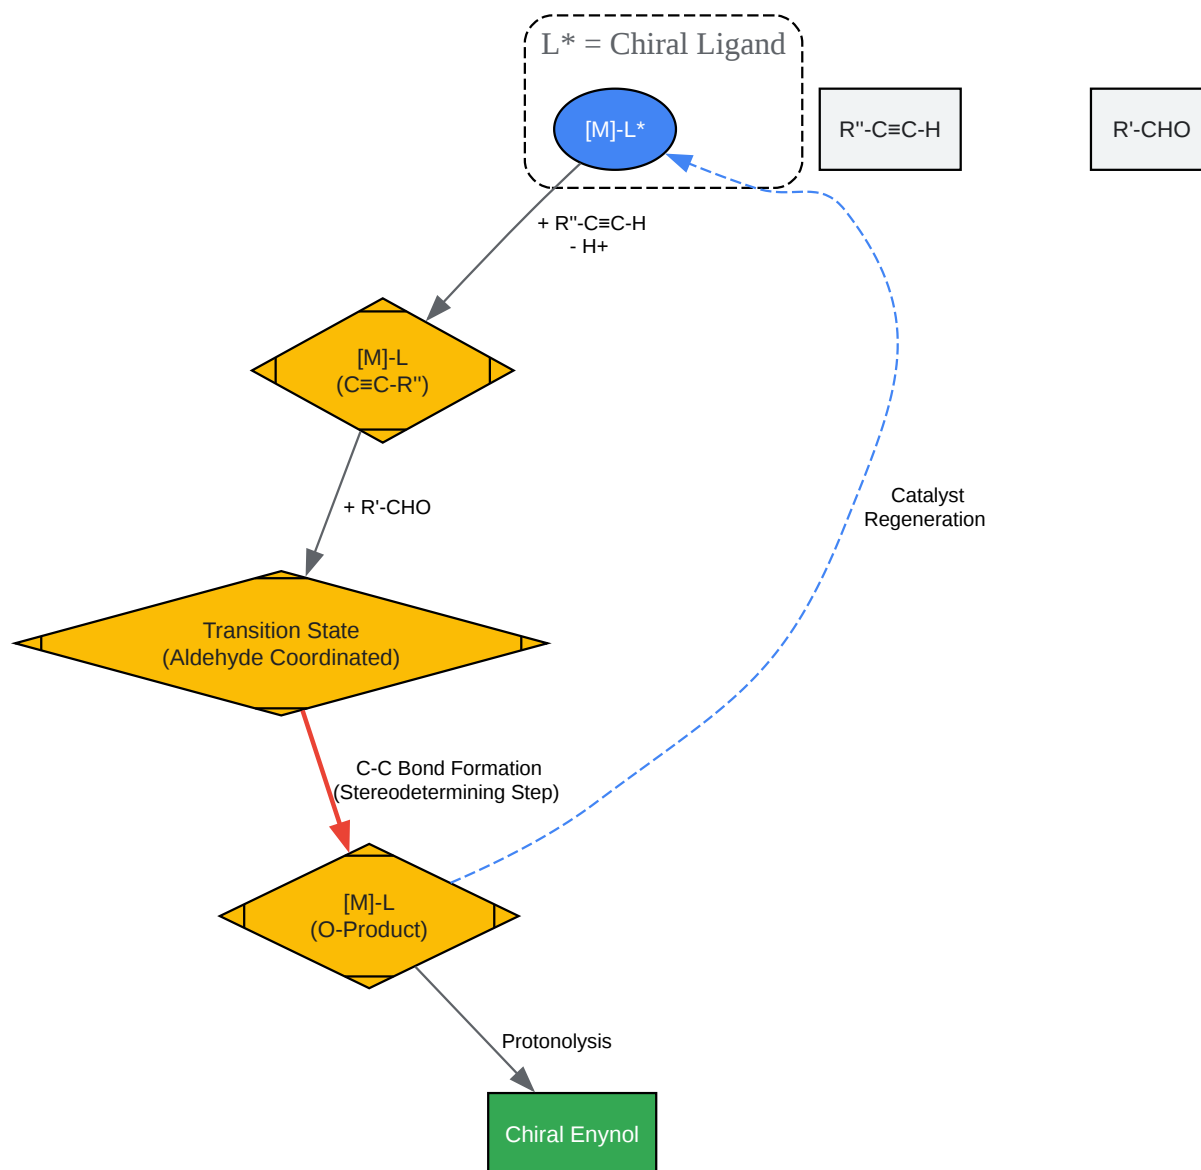 L* = Chiral Ligand
[M]-L*
R''-C≡C-H
R'-CHO
+ R''-C≡C-H
- H+
[M]-L
(C≡C-R'')
+ R'-CHO
Catalyst
Regeneration
Transition State
(Aldehyde Coordinated)
C-C Bond Formation
(Stereodetermining Step)
[M]-L
(O-Product)
Protonolysis
Chiral Enynol